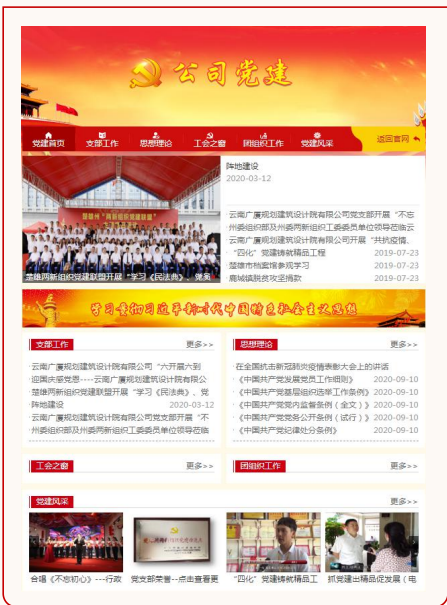 公司党建
党建首页 支部工作 思想理论 工会之窗 团组织工作 党建风采 返回官网
阵地建设
2020-03-12
楚雄州“两新组织党建联盟”
云南广厦规划建筑设计院有限公司党支部开展“不忘
州委组织部及州委两新组织工委委员单位领导莅临云
云南广厦规划建筑设计院有限公司开展“共抗疫情、
“四化”党建铸就精品工程 2019-07-23
楚雄市档案馆参观学习 2019-07-23
鹿城镇脱贫攻坚捐款 2019-07-23
楚雄两新组织党建联盟开展“学习《民法典》、党
学习贯彻习近平新时代中国特色社会主义思想
支部工作 更多>>
云南广厦规划建筑设计院有限公司“六开展六到
迎国庆感党恩----云南广厦规划建筑设计院有限公
楚雄两新组织党建联盟开展“学习《民法典》、党
阵地建设 2020-03-12
云南广厦规划建筑设计院有限公司党支部开展“不
州委组织部及州委两新组织工委委员单位领导莅临
思想理论 更多>>
在全国抗击新冠肺炎疫情表彰大会上的讲话
《中国共产党发展党员工作细则》 2020-09-10
《中国共产党基层组织选举工作条例》 2020-09-10
《中国共产党党内监督条例（全文）》 2020-09-10
《中国共产党党务公开条例（试行）》 2020-09-10
《中国共产党纪律处分条例》 2020-09-10
工会之窗 更多>>
团组织工作 更多>>
党建风采 更多>>
合唱《不忘初心》---行政
党支部荣誉--点击查看更
“四化”党建铸就精品工
抓党建出精品促发展（电